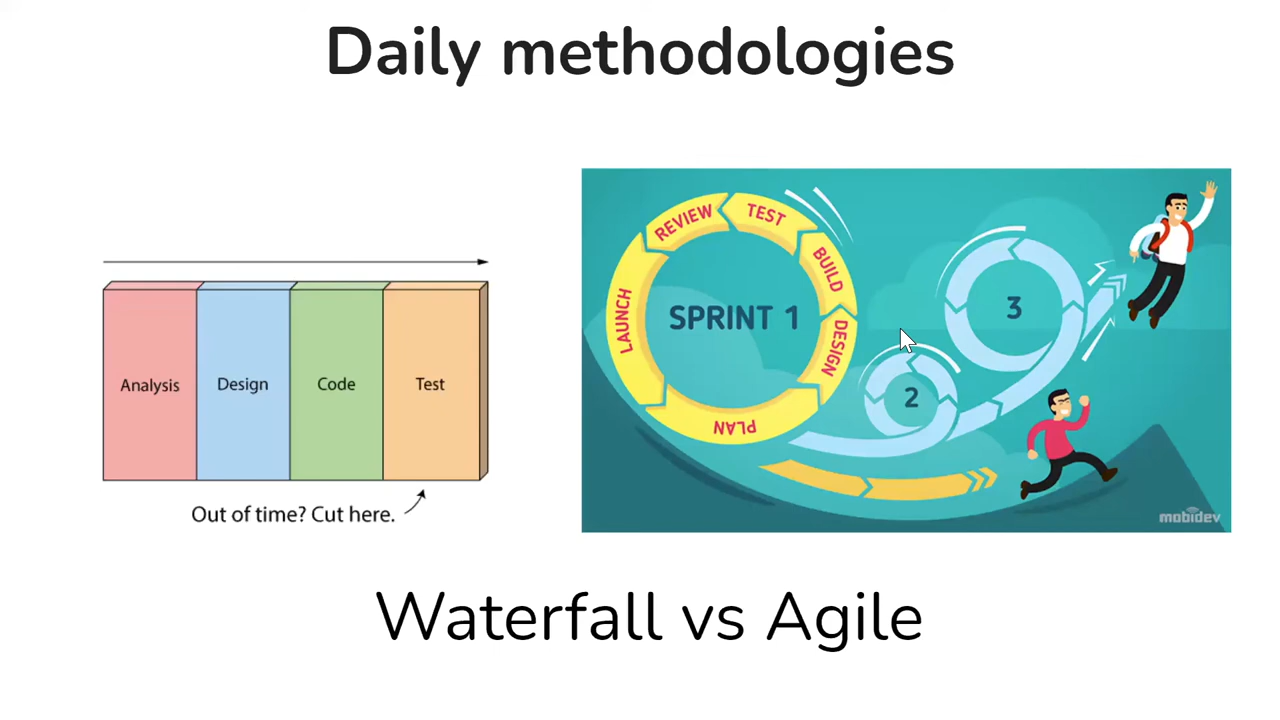 Daily methodologies
Analysis
Design
Code
Test
Out of time? Cut here.
REVIEW
TEST
BUILD
DESIGN
PLAN
LAUNCH
SPRINT 1
2
3
mobidev
Waterfall vs Agile